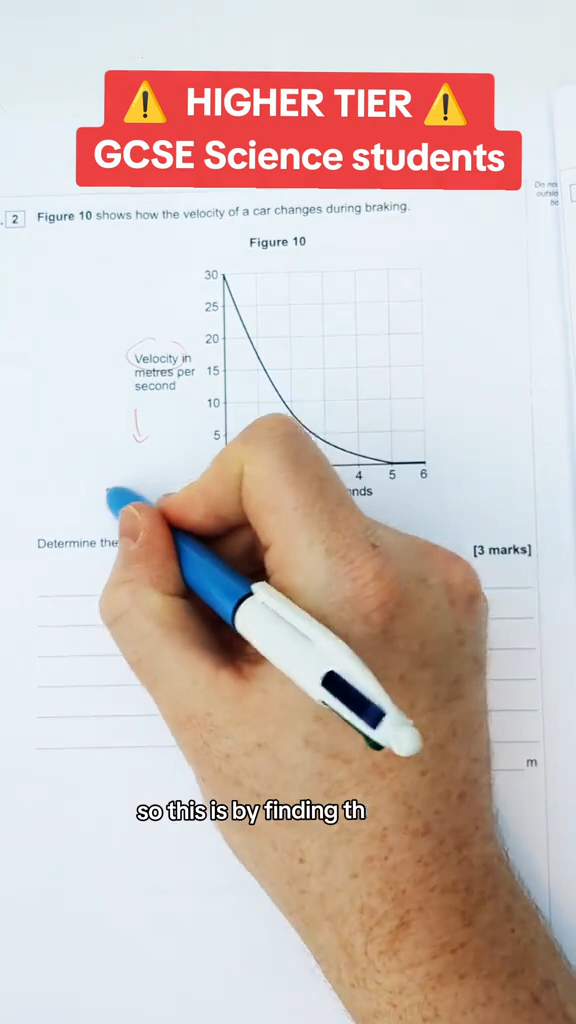 ⚠️ HIGHER TIER ⚠️
GCSE Science students
2 Figure 10 shows how the velocity of a car changes during braking.
Figure 10
30
25
20
15
10
5
Velocity in
metres per
second
4 5 6
Determine the
[3 marks]
m
so this is by finding th